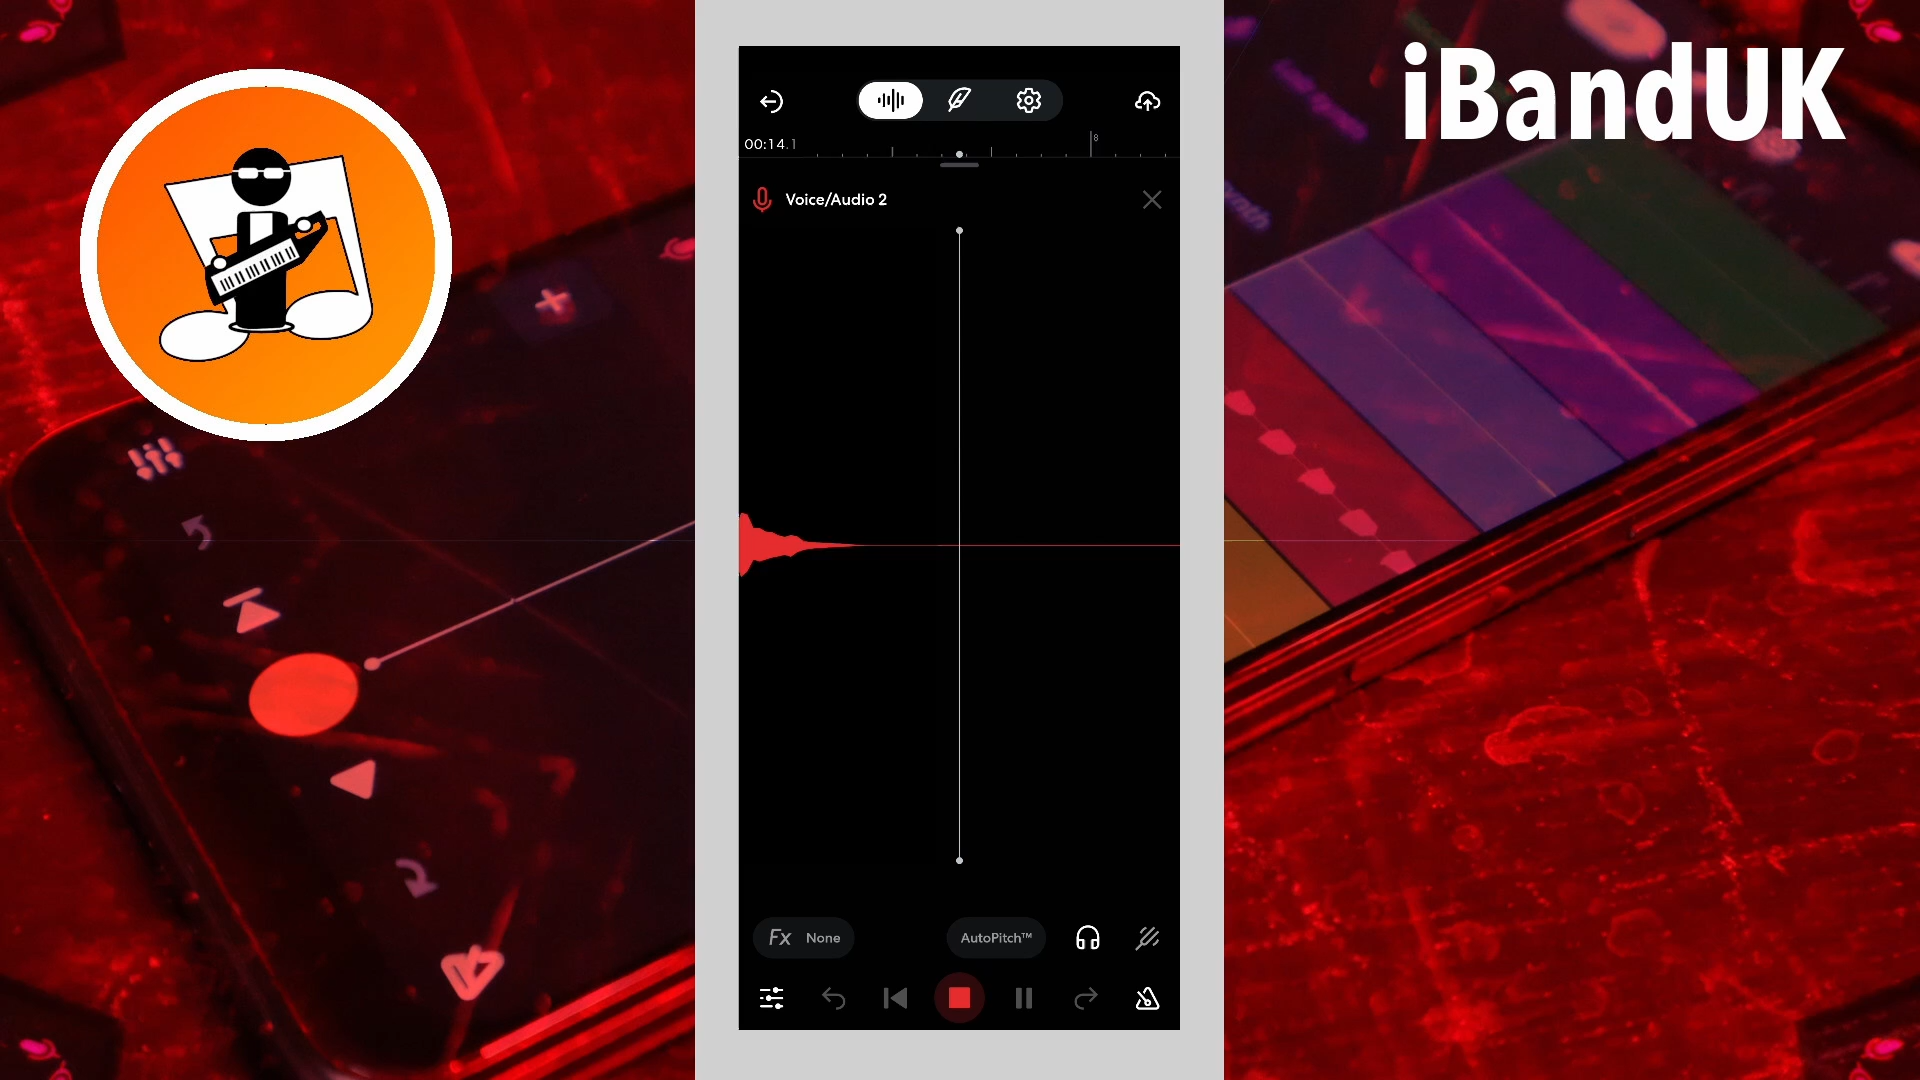 iBandUK
00:14.1
8
Voice/Audio 2
Fx None
AutoPitch™